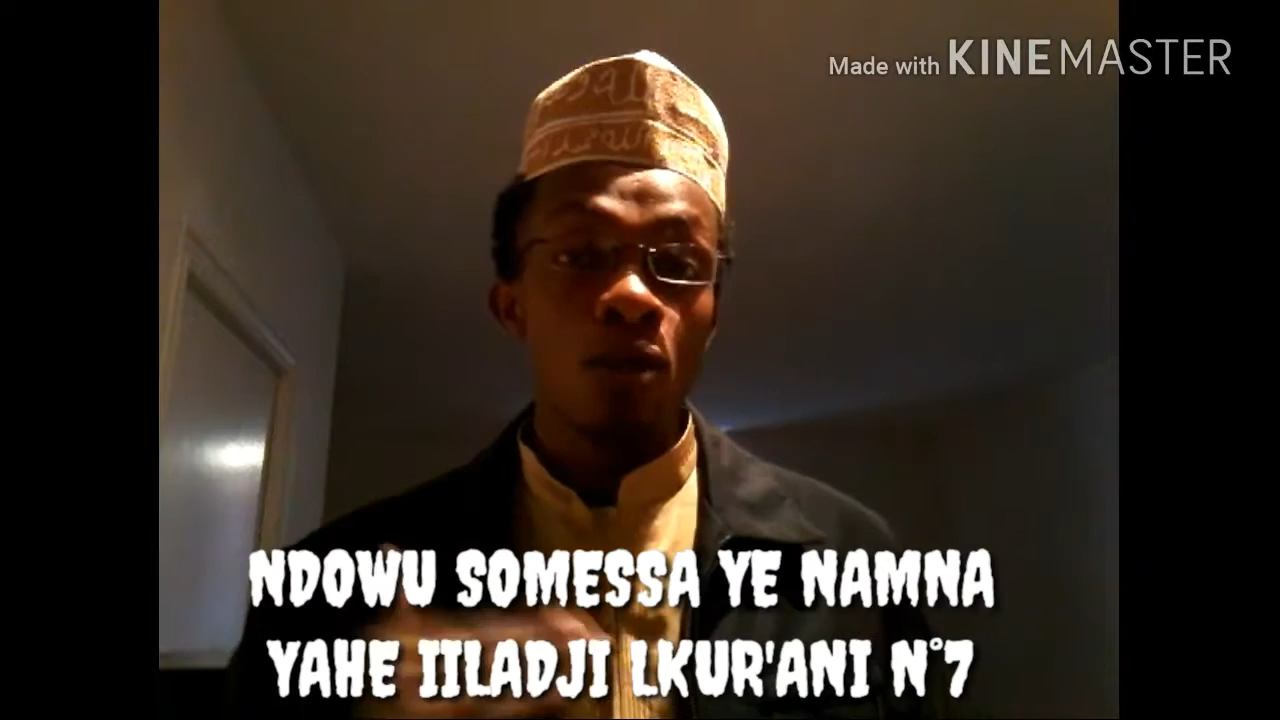 Made with KINEMASTER
NDOWU SOMESSA YE NAMNA
YAHE IILADJI LKUR'ANI N°7